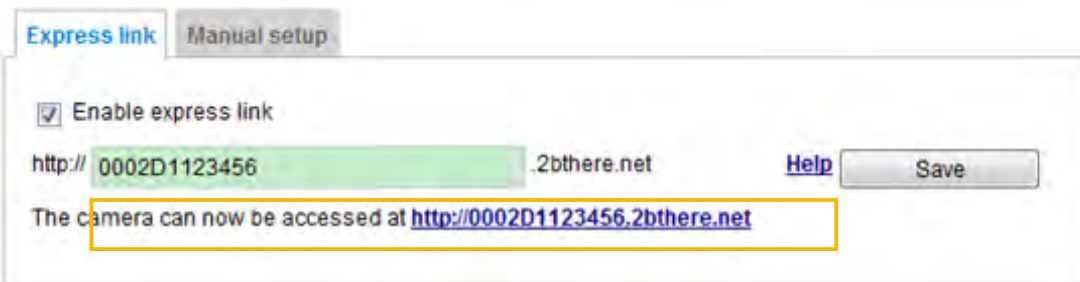 Express link Manual setup
Enable express link
http:// 0002D1123456 .2bthere.net Help Save
The camera can now be accessed at http://0002D1123456.2bthere.net